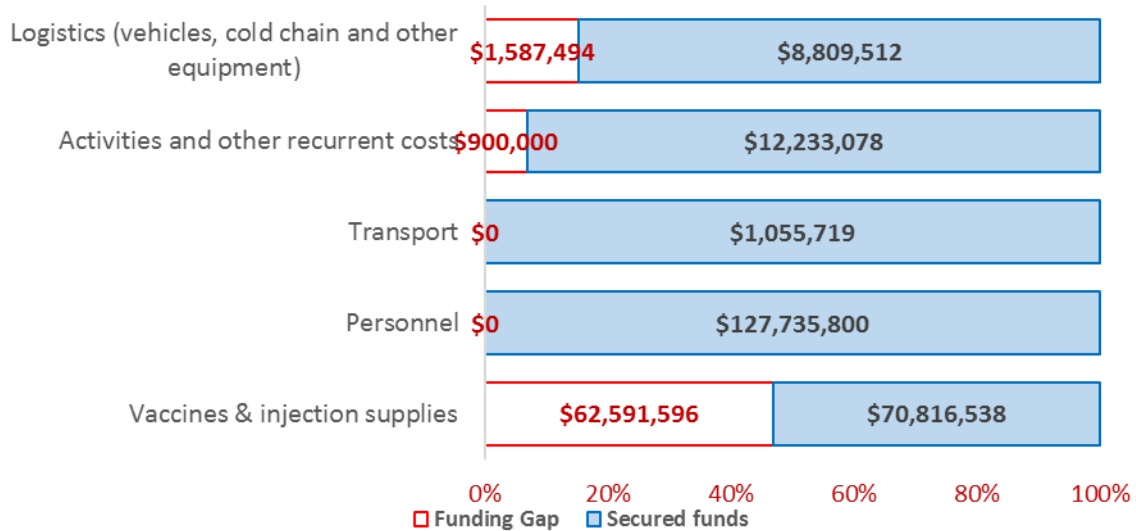 Logistics (vehicles, cold chain and other
equipment)
$1,587,494
$8,809,512
Activities and other recurrent costs
$900,000
$12,233,078
Transport
$0
$1,055,719
Personnel
$0
$127,735,800
Vaccines & injection supplies
$62,591,596
$70,816,538
0% 20% 40% 60% 80% 100%
Funding Gap Secured funds